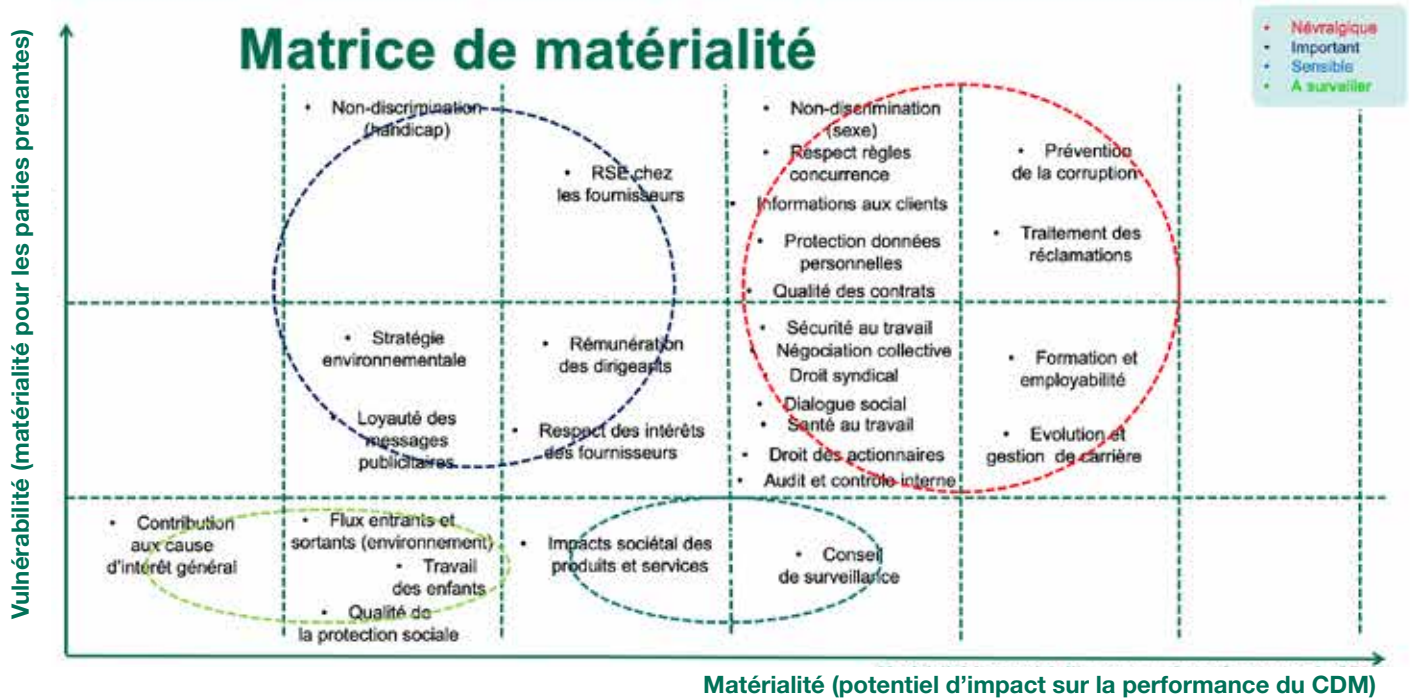 Matrice de matérialité
• Névralgique
• Important
• Sensible
• A surveiller
Vulnérabilité (matérialité pour les parties prenantes)
• Non-discrimination
(handicap)
• RSE chez
les fournisseurs
• Non-discrimination
(sexe)
• Respect règles
concurrence
• Informations aux clients
• Protection données
personnelles
• Qualité des contrats
• Prévention
de la corruption
• Traitement des
réclamations
• Stratégie
environnementale
• Loyauté des
messages
publicitaires
• Rémunération
des dirigeants
• Respect des intérêts
des fournisseurs
• Sécurité au travail
• Négociation collective
• Droit syndical
• Dialogue social
• Santé au travail
• Droit des actionnaires
• Audit et controle interne
• Formation et
employabilité
• Evolution et
gestion de carrière
• Contribution
aux cause
d'intérêt général
• Flux entrants et
sortants (environnement)
• Travail
des enfants
• Qualité de
la protection sociale
• Impacts sociétal des
produits et services
• Conseil
de surveillance
Matérialité (potentiel d'impact sur la performance du CDM)